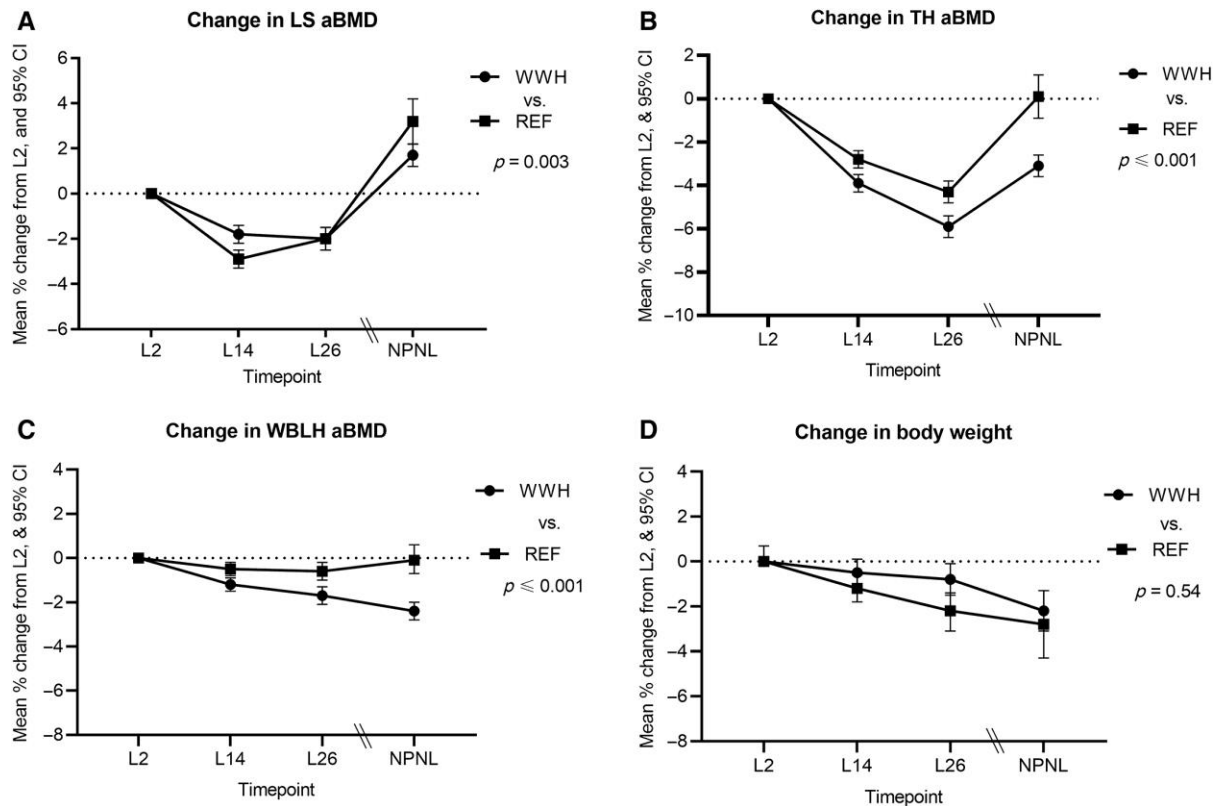 A
Change in LS aBMD
Mean % change from L2, and 95% CI
6
4
2
0
−2
−4
−6
L2 L14 L26 NPNL
Timepoint
WWH
vs.
REF
p = 0.003
B
Change in TH aBMD
Mean % change from L2, & 95% CI
2
0
−2
−4
−6
−8
−10
L2 L14 L26 NPNL
Timepoint
WWH
vs.
REF
p ⩽ 0.001
C
Change in WBLH aBMD
Mean % change from L2, & 95% CI
4
2
0
−2
−4
−6
−8
L2 L14 L26 NPNL
Timepoint
WWH
vs.
REF
p ⩽ 0.001
D
Change in body weight
Mean % change from L2, & 95% CI
4
2
0
−2
−4
−6
−8
L2 L14 L26 NPNL
Timepoint
WWH
vs.
REF
p = 0.54